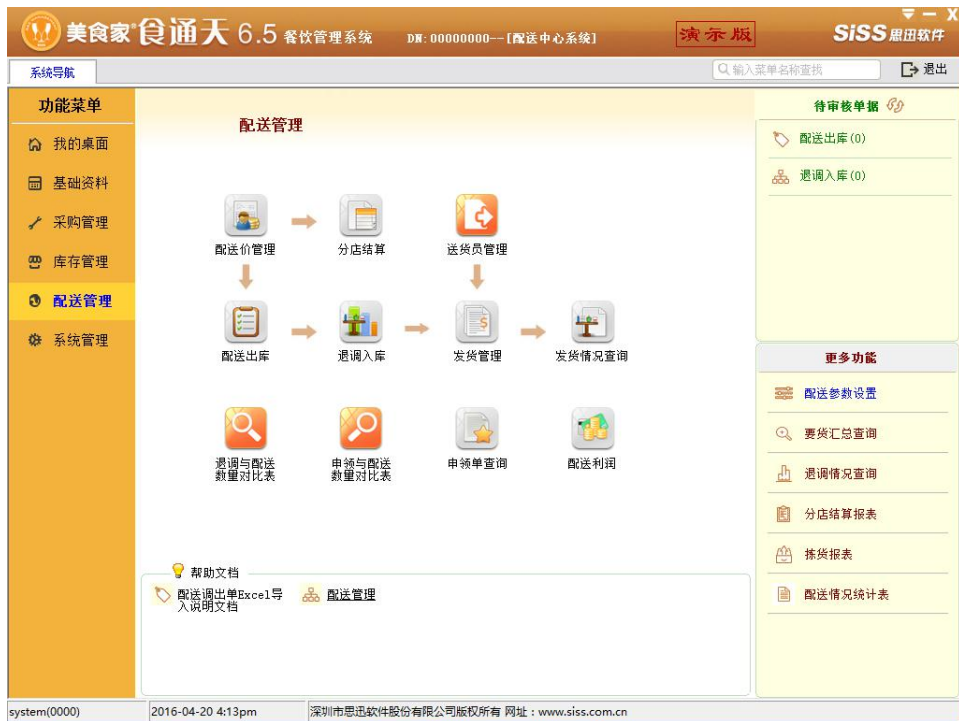 美食家®食通天 6.5 餐饮管理系统 DN:00000000--[配送中心系统] 演示版 SiSS 思迅软件
系统导航 输入菜单名称查找 退出
功能菜单
我的桌面
基础资料
采购管理
库存管理
配送管理
系统管理
配送管理
配送价管理 分店结算 送货员管理
配送出库 退调入库 发货管理 发货情况查询
退调与配送 申领与配送 申领单查询 配送利润
数量对比表 数量对比表
帮助文档
配送调出单Excel导 配送管理
入说明文档
待审核单据
配送出库(0)
退调入库(0)
更多功能
配送参数设置
要货汇总查询
退调情况查询
分店结算报表
拣货报表
配送情况统计表
system(0000) 2016-04-20 4:13pm 深圳市思迅软件股份有限公司版权所有 网址：www.siss.com.cn